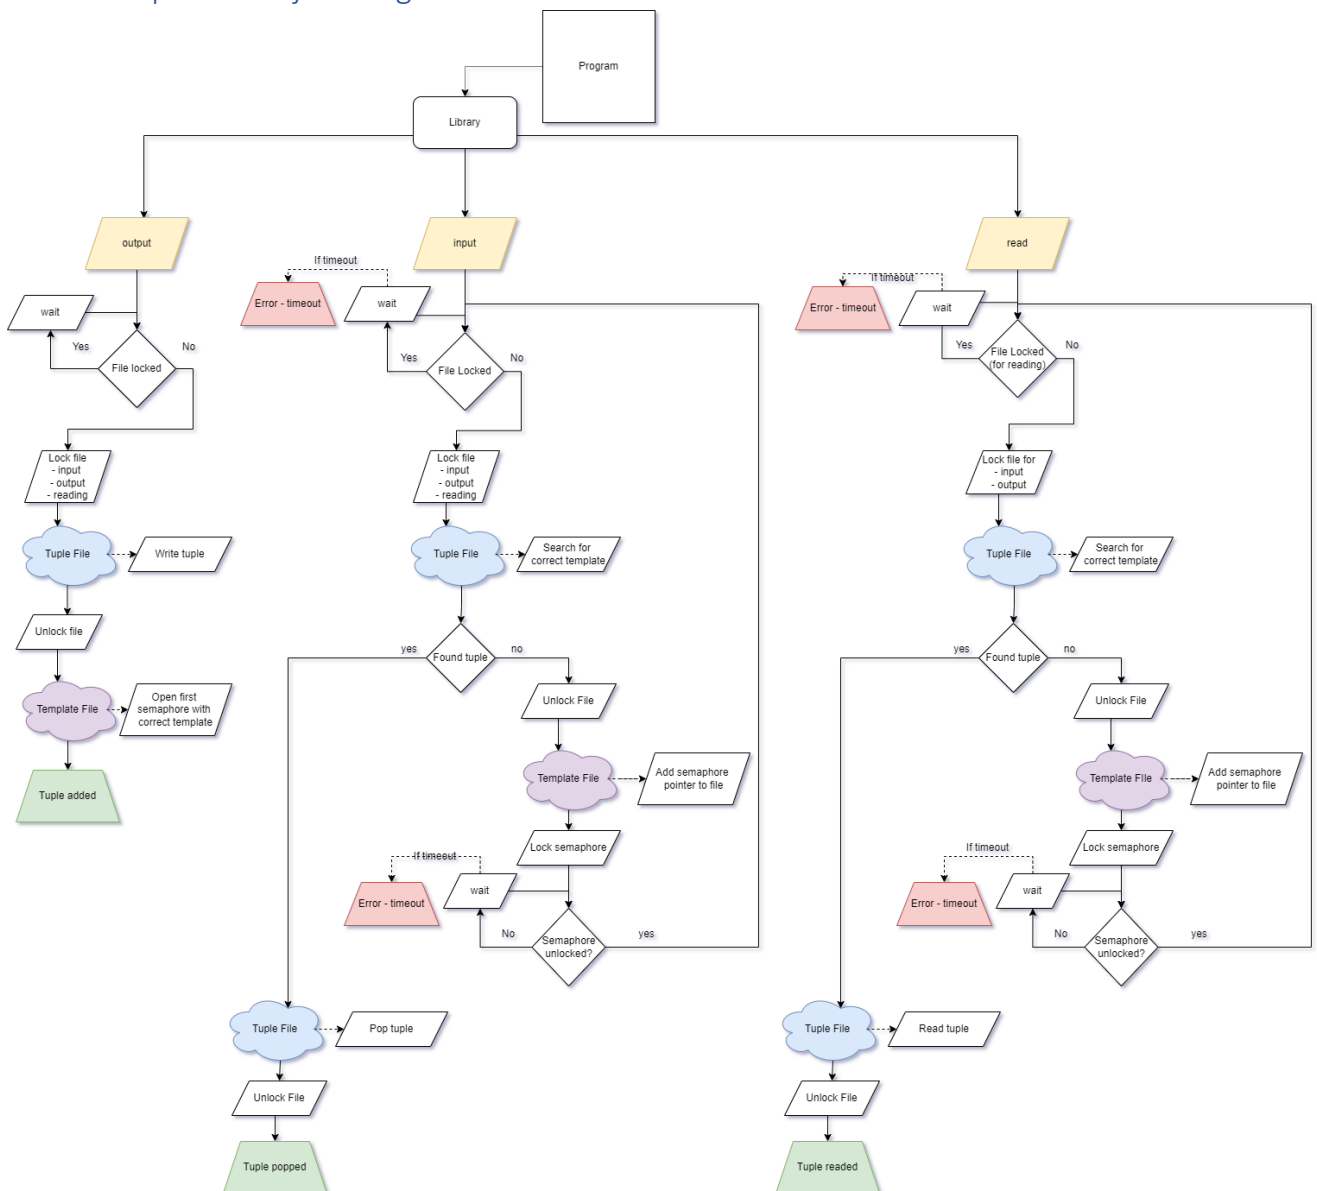 Program
Library
output
input
read
If timeout
If timeout
wait
Error - timeout
wait
Error - timeout
wait
Yes
No
File locked
Yes
No
File Locked
Yes
No
File Locked
(for reading)
Lock file
- input
- output
- reading
Lock file
- input
- output
- reading
Lock file for
- input
- output
Tuple File
Write tuple
Tuple File
Search for
correct template
Tuple File
Search for
correct template
Unlock file
yes
Found tuple
no
yes
Found tuple
no
Template File
Open first
semaphore with
correct template
Unlock File
Unlock File
Tuple added
Template File
Add semaphore
pointer to file
Template File
Add semaphore
pointer to file
Lock semaphore
Lock semaphore
If timeout
If timeout
Error - timeout
wait
Error - timeout
wait
No
Semaphore
unlocked?
yes
No
Semaphore
unlocked?
yes
Tuple File
Pop tuple
Tuple File
Read tuple
Unlock File
Unlock File
Tuple popped
Tuple readed